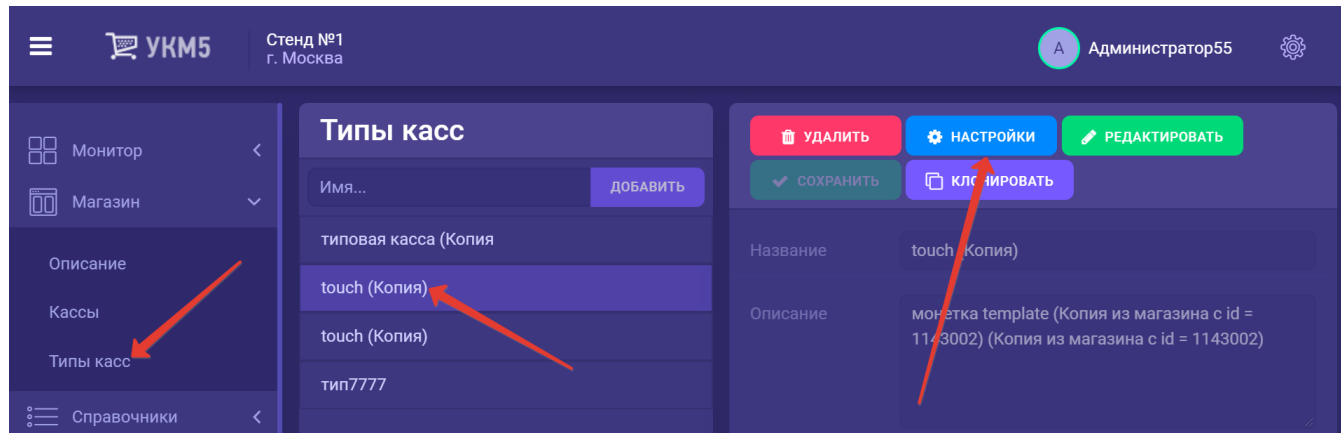 УКМ5
Стенд №1
г. Москва
А
Администратор55
Монитор
Магазин
Описание
Кассы
Типы касс
Справочники
Типы касс
Имя...
ДОБАВИТЬ
типовая касса (Копия
touch (Копия)
touch (Копия)
тип7777
УДАЛИТЬ
НАСТРОЙКИ
РЕДАКТИРОВАТЬ
СОХРАНИТЬ
КЛОНИРОВАТЬ
Название
touch (Копия)
Описание
монетка template (Копия из магазина с id =
1143002) (Копия из магазина с id = 1143002)